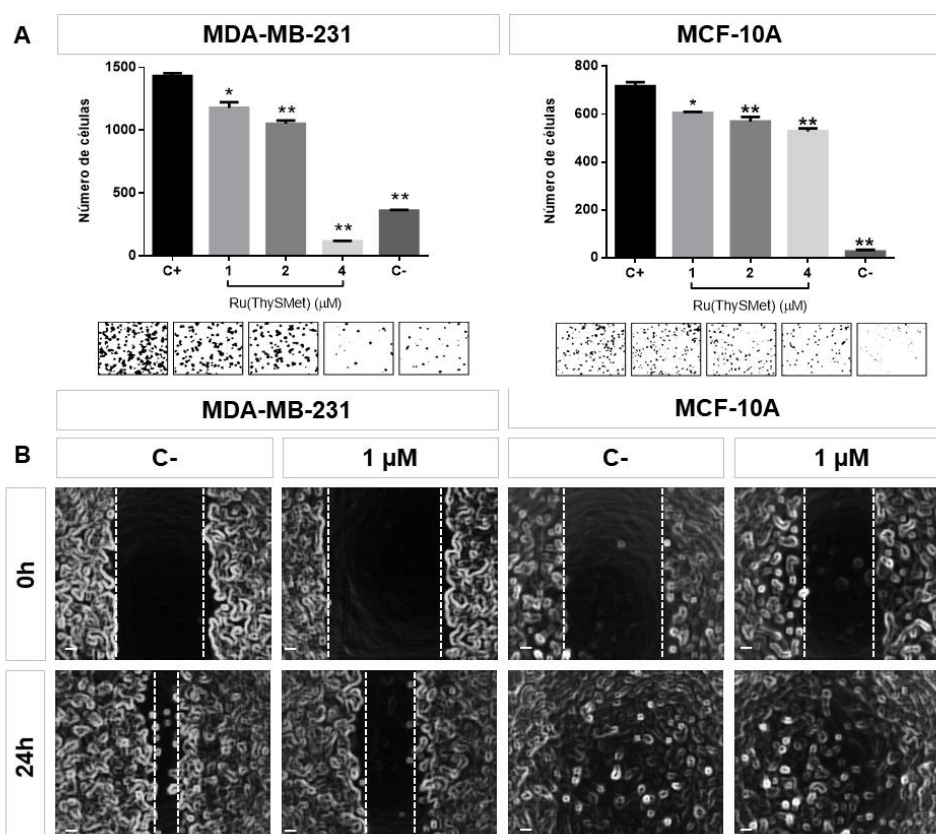 A
MDA-MB-231
Número de células
1500
1000
500
0
*
**
**
**
C+ 1 2 4 C-
Ru(ThySMet) (μM)
MCF-10A
Número de células
800
600
400
200
0
*
**
**
**
C+ 1 2 4 C-
Ru(ThySMet) (μM)
MDA-MB-231 MCF-10A
B
C- 1 μM C- 1 μM
0h
24h